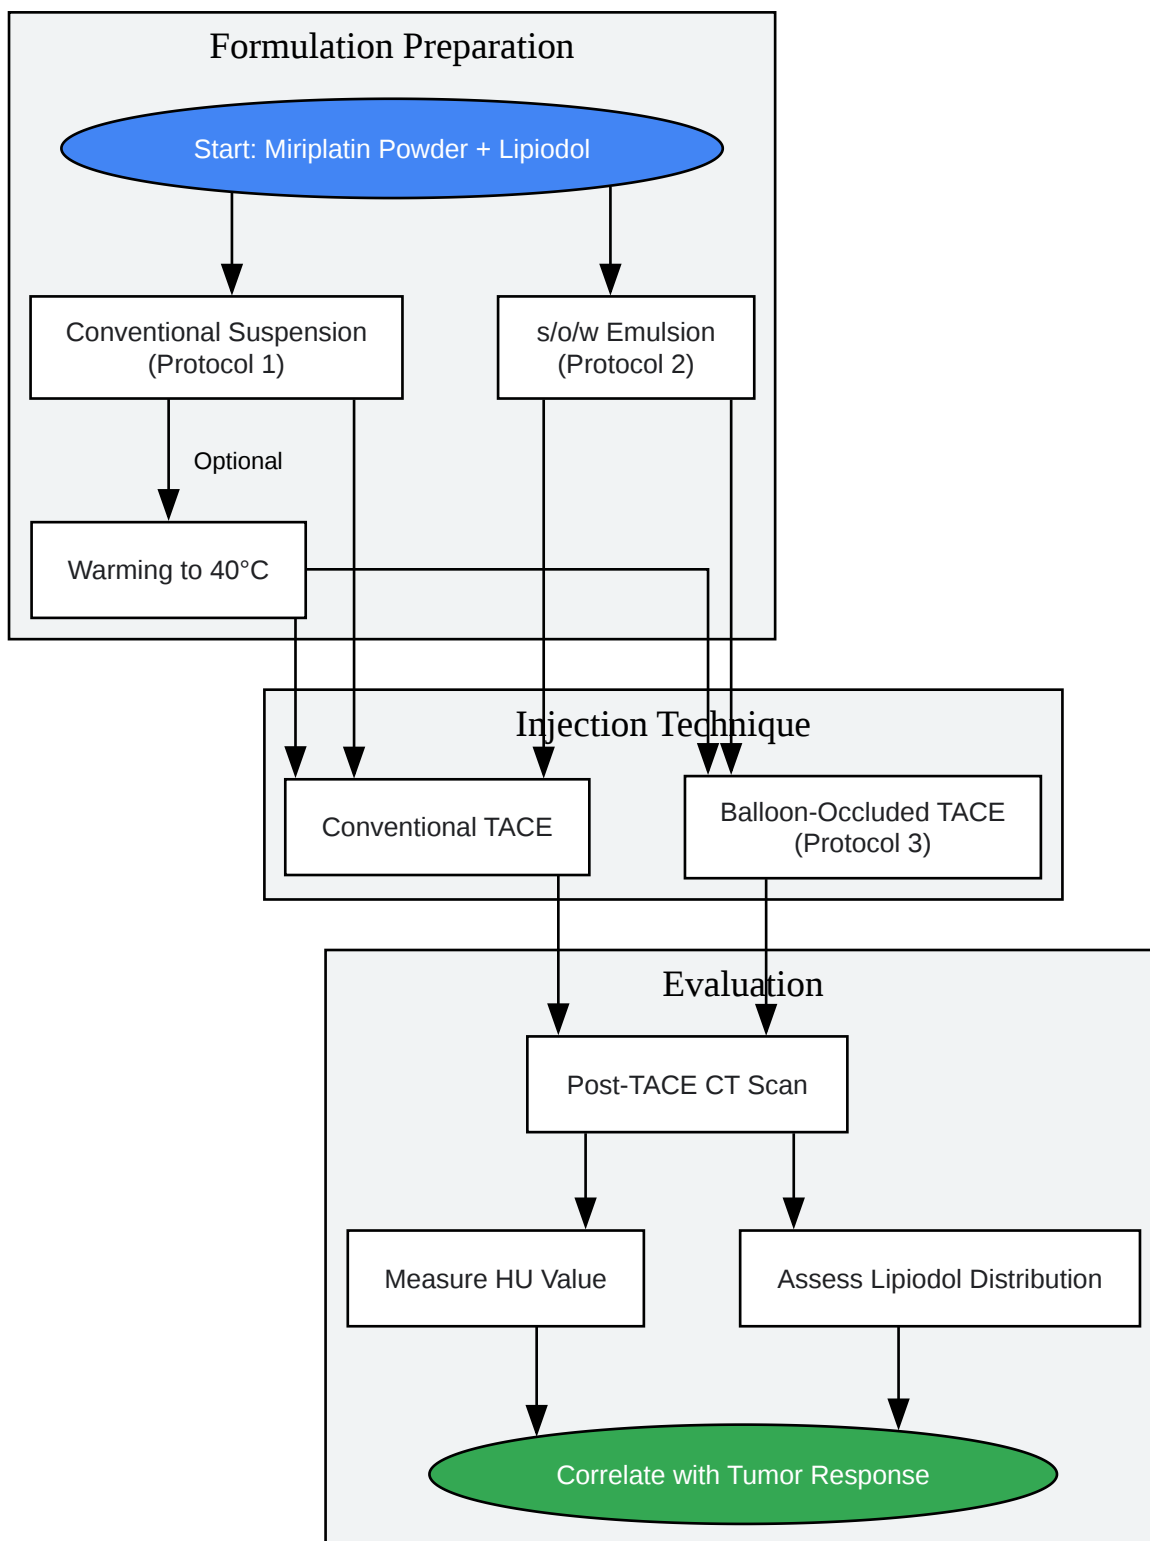 Formulation Preparation
Start: Miriplatin Powder + Lipiodol
Conventional Suspension
(Protocol 1)
s/o/w Emulsion
(Protocol 2)
Optional
Warming to 40°C
Injection Technique
Conventional TACE
Balloon-Occluded TACE
(Protocol 3)
Evaluation
Post-TACE CT Scan
Measure HU Value
Assess Lipiodol Distribution
Correlate with Tumor Response